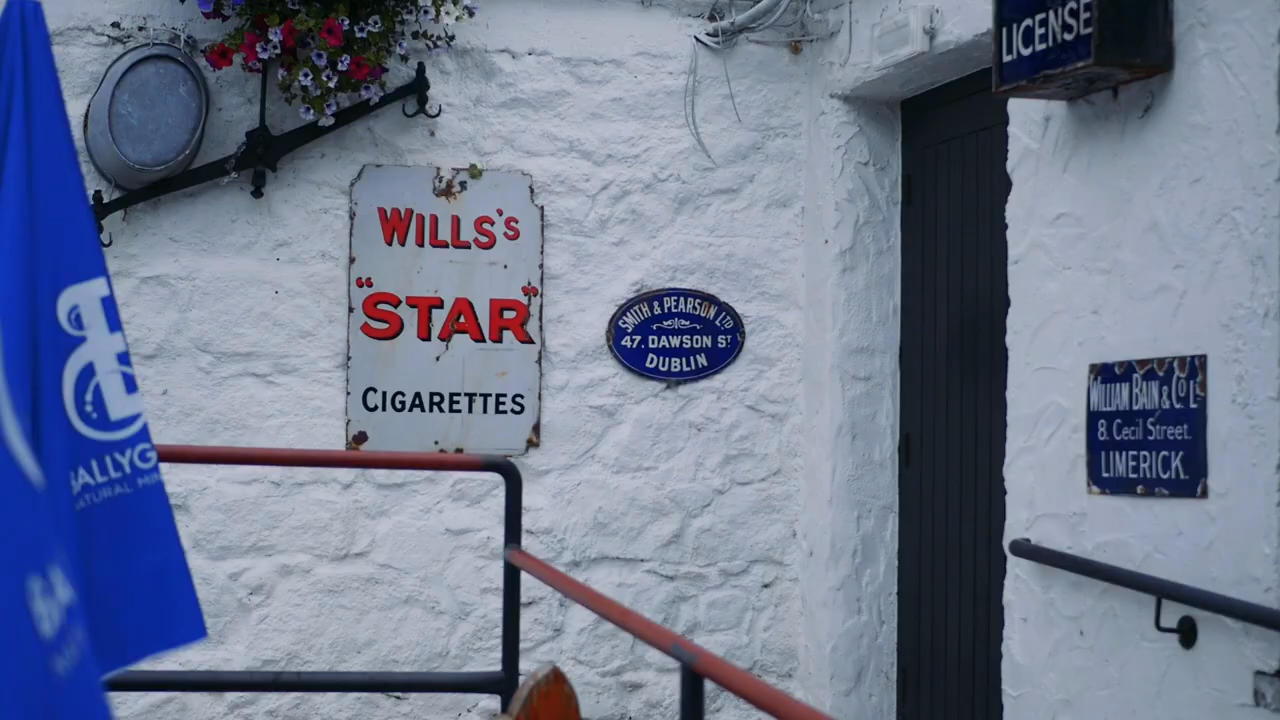 LICENSE
WILLS'S
"STAR"
CIGARETTES
SMITH & PEARSON LTD
47. DAWSON ST
DUBLIN
WILLIAM BAIN & CO L
8. Cecil Street.
LIMERICK.
BALLYG
NATURAL MIN